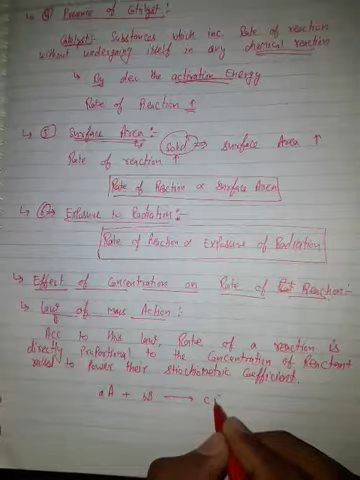 ↳ ④ Presence of Catalyst :-
Catalyst :- Substances which inc. Rate of reaction
without undergoing itself in any chemical reaction
↳ By dec the activation Energy
Rate of Reaction ↑
↳ ⑤ Surface Area :-
Solid ⇒ Surface Area ↑
Rate of reaction ↑
Rate of Reaction ∝ Surface Area
↳ ⑥ Exposure to Radiation :-
Rate of Reaction ∝ Exposure of Radiation
↳ Effect of Concentration on Rate of Reaction :-
↳ Law of Mass Action :-
Acc to this law, Rate of a reaction is
directly proportional to the Concentration of Reactant
raised to power their Stiochometric Coefficient.
aA + bB ⟶ c